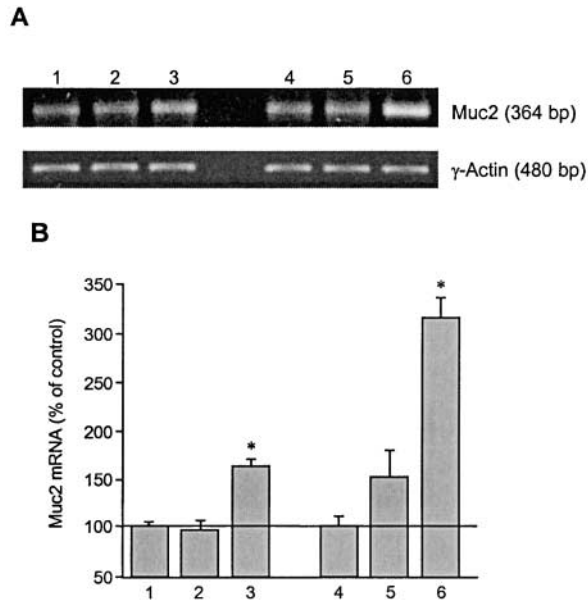 A
1 2 3 4 5 6
Muc2 (364 bp)
γ-Actin (480 bp)
B
Muc2 mRNA (% of control)
350
300
250
200
150
100
50
*
*
1 2 3 4 5 6